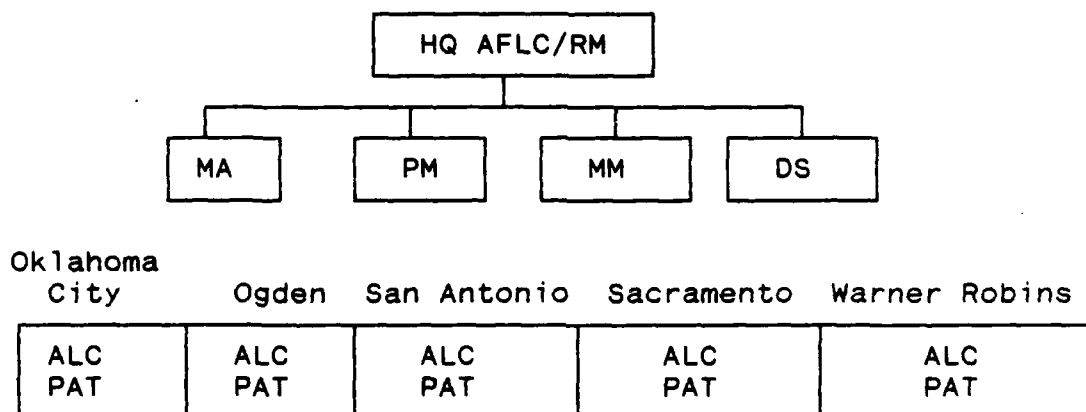 HQ AFLC/RM
MA PM MM DS
Oklahoma
City Ogden San Antonio Sacramento Warner Robins
ALC ALC ALC ALC ALC
PAT PAT PAT PAT PAT